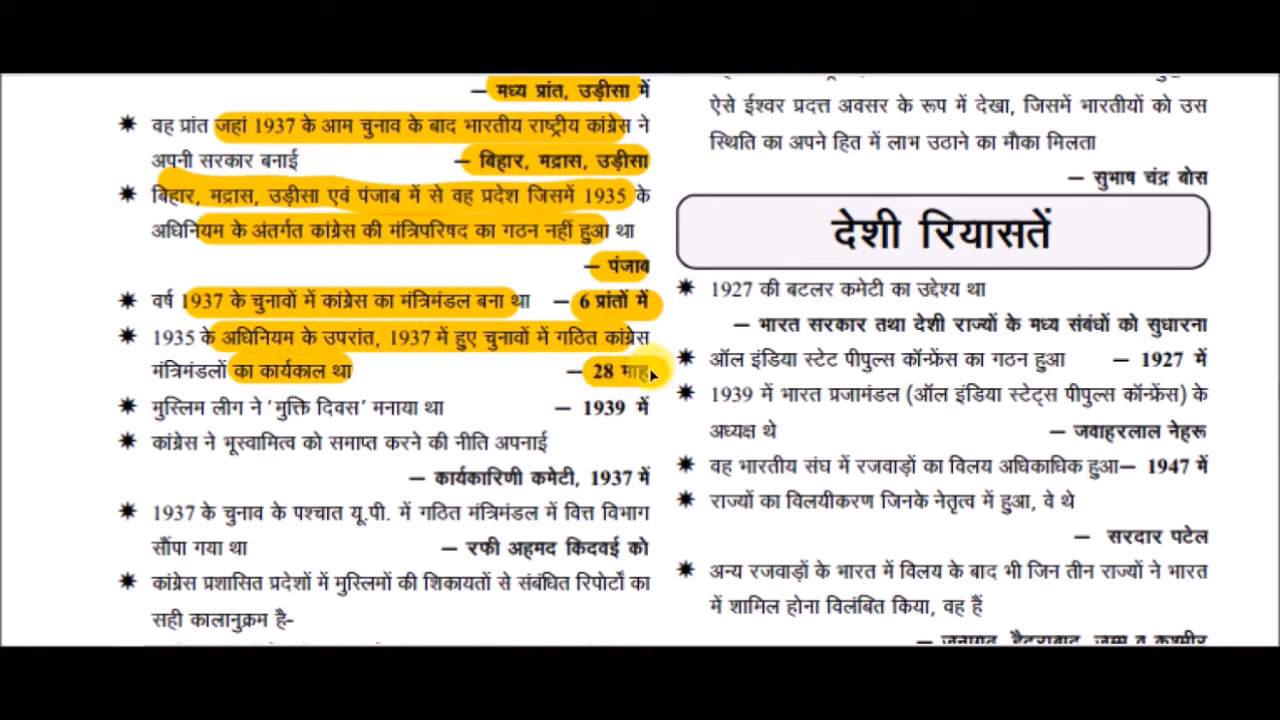 — मध्य प्रांत, उड़ीसा में
✷ वह प्रांत जहां 1937 के आम चुनाव के बाद भारतीय राष्ट्रीय कांग्रेस ने
अपनी सरकार बनाई — बिहार, मद्रास, उड़ीसा
✷ बिहार, मद्रास, उड़ीसा एवं पंजाब में से वह प्रदेश जिसमें 1935 के
अधिनियम के अंतर्गत कांग्रेस की मंत्रिपरिषद का गठन नहीं हुआ था
— पंजाब
✷ वर्ष 1937 के चुनावों में कांग्रेस का मंत्रिमंडल बना था — 6 प्रांतों में
✷ 1935 के अधिनियम के उपरांत, 1937 में हुए चुनावों में गठित कांग्रेस
मंत्रिमंडलों का कार्यकाल था — 28 माह
✷ मुस्लिम लीग ने 'मुक्ति दिवस' मनाया था — 1939 में
✷ कांग्रेस ने भूस्वामित्व को समाप्त करने की नीति अपनाई
— कार्यकारिणी कमेटी, 1937 में
✷ 1937 के चुनाव के पश्चात यू.पी. में गठित मंत्रिमंडल में वित्त विभाग
सौंपा गया था — रफी अहमद किदवई को
✷ कांग्रेस प्रशासित प्रदेशों में मुस्लिमों की शिकायतों से संबंधित रिपोर्टों का
सही कालानुक्रम है-
ऐसे ईश्वर प्रदत्त अवसर के रूप में देखा, जिसमें भारतीयों को उस
स्थिति का अपने हित में लाभ उठाने का मौका मिलता
— सुभाष चंद्र बोस
देशी रियासतें
✷ 1927 की बटलर कमेटी का उद्देश्य था
— भारत सरकार तथा देशी राज्यों के मध्य संबंधों को सुधारना
✷ ऑल इंडिया स्टेट पीपुल्स कॉन्फ्रेंस का गठन हुआ — 1927 में
✷ 1939 में भारत प्रजामंडल (ऑल इंडिया स्टेट्स पीपुल्स कॉन्फ्रेंस) के
अध्यक्ष थे — जवाहरलाल नेहरू
✷ वह भारतीय संघ में रजवाड़ों का विलय अधिकाधिक हुआ— 1947 में
✷ राज्यों का विलयीकरण जिनके नेतृत्व में हुआ, वे थे
— सरदार पटेल
✷ अन्य रजवाड़ों के भारत में विलय के बाद भी जिन तीन राज्यों ने भारत
में शामिल होना विलंबित किया, वह हैं
— जूनागढ़, हैदराबाद, जम्मू व कश्मीर